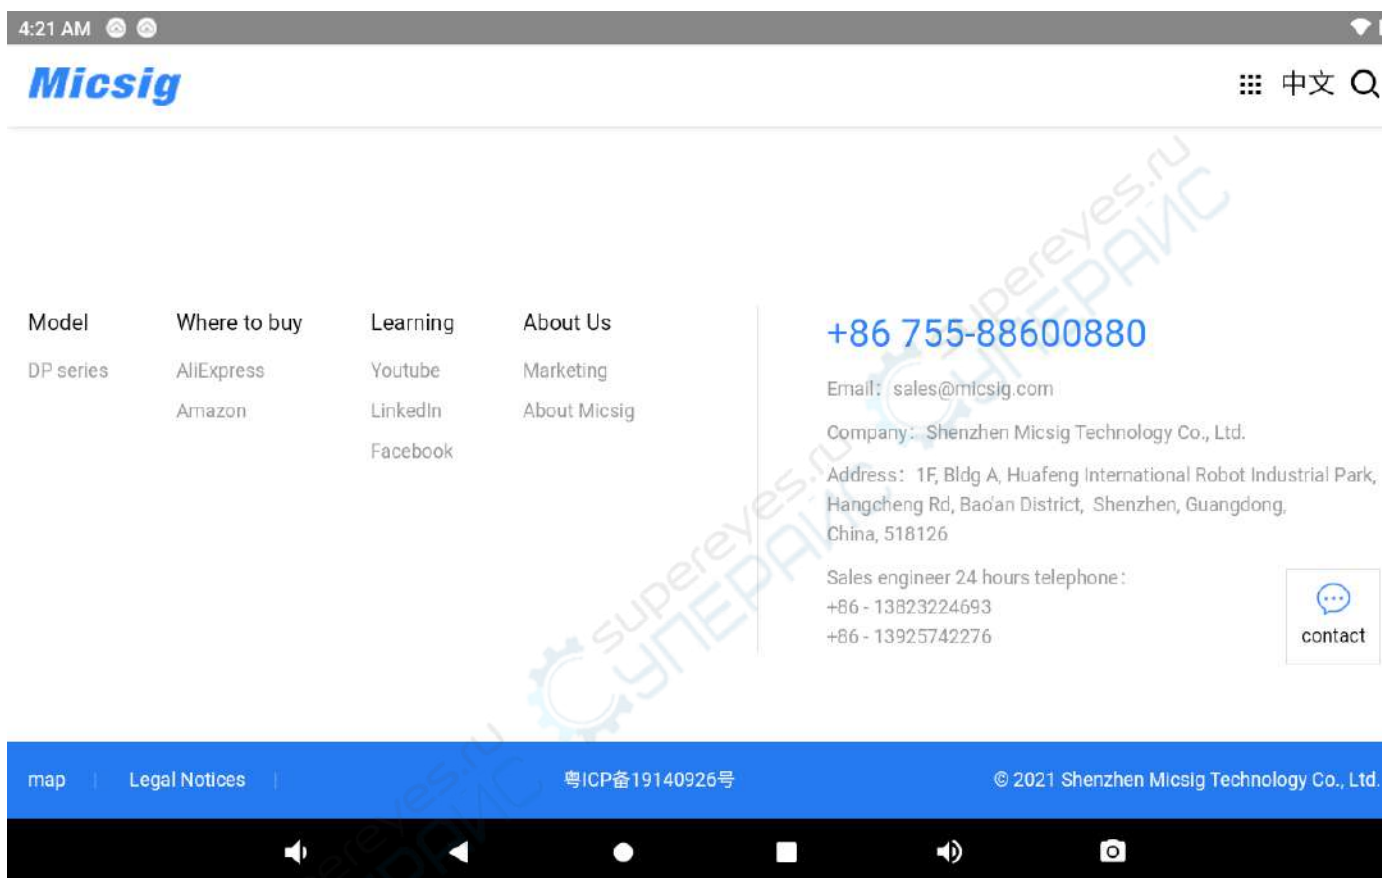 4:21 AM
Micsig
中文
Model
DP series
Where to buy
AliExpress
Amazon
Learning
Youtube
LinkedIn
Facebook
About Us
Marketing
About Micsig
+86 755-88600880
Email：sales@micsig.com
Company：Shenzhen Micsig Technology Co., Ltd.
Address：1F, Bldg A, Huafeng International Robot Industrial Park,
Hangcheng Rd, Bao'an District, Shenzhen, Guangdong,
China, 518126
Sales engineer 24 hours telephone：
+86 - 13823224693
+86 - 13925742276
contact
map
Legal Notices
粤ICP备19140926号
© 2021 Shenzhen Micsig Technology Co., Ltd.
supereyes.ru
СУПЕРАЙС
supereyes.ru
СУПЕРАЙС